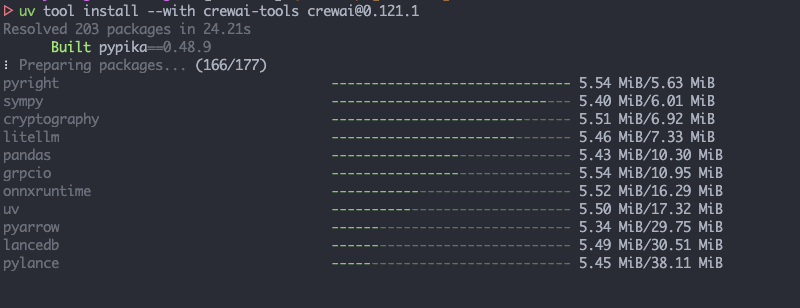 ▷ uv tool install --with crewai-tools crewai@0.121.1
Resolved 203 packages in 24.21s
      Built pypika==0.48.9
⠇ Preparing packages... (166/177)
pyright ------------------------------ 5.54 MiB/5.63 MiB
sympy ------------------------------ 5.40 MiB/6.01 MiB
cryptography ------------------------------ 5.51 MiB/6.92 MiB
litellm ------------------------------ 5.46 MiB/7.33 MiB
pandas ------------------------------ 5.43 MiB/10.30 MiB
grpcio ------------------------------ 5.54 MiB/10.95 MiB
onnxruntime ------------------------------ 5.52 MiB/16.29 MiB
uv ------------------------------ 5.50 MiB/17.32 MiB
pyarrow ------------------------------ 5.34 MiB/29.75 MiB
lancedb ------------------------------ 5.49 MiB/30.51 MiB
pylance ------------------------------ 5.45 MiB/38.11 MiB